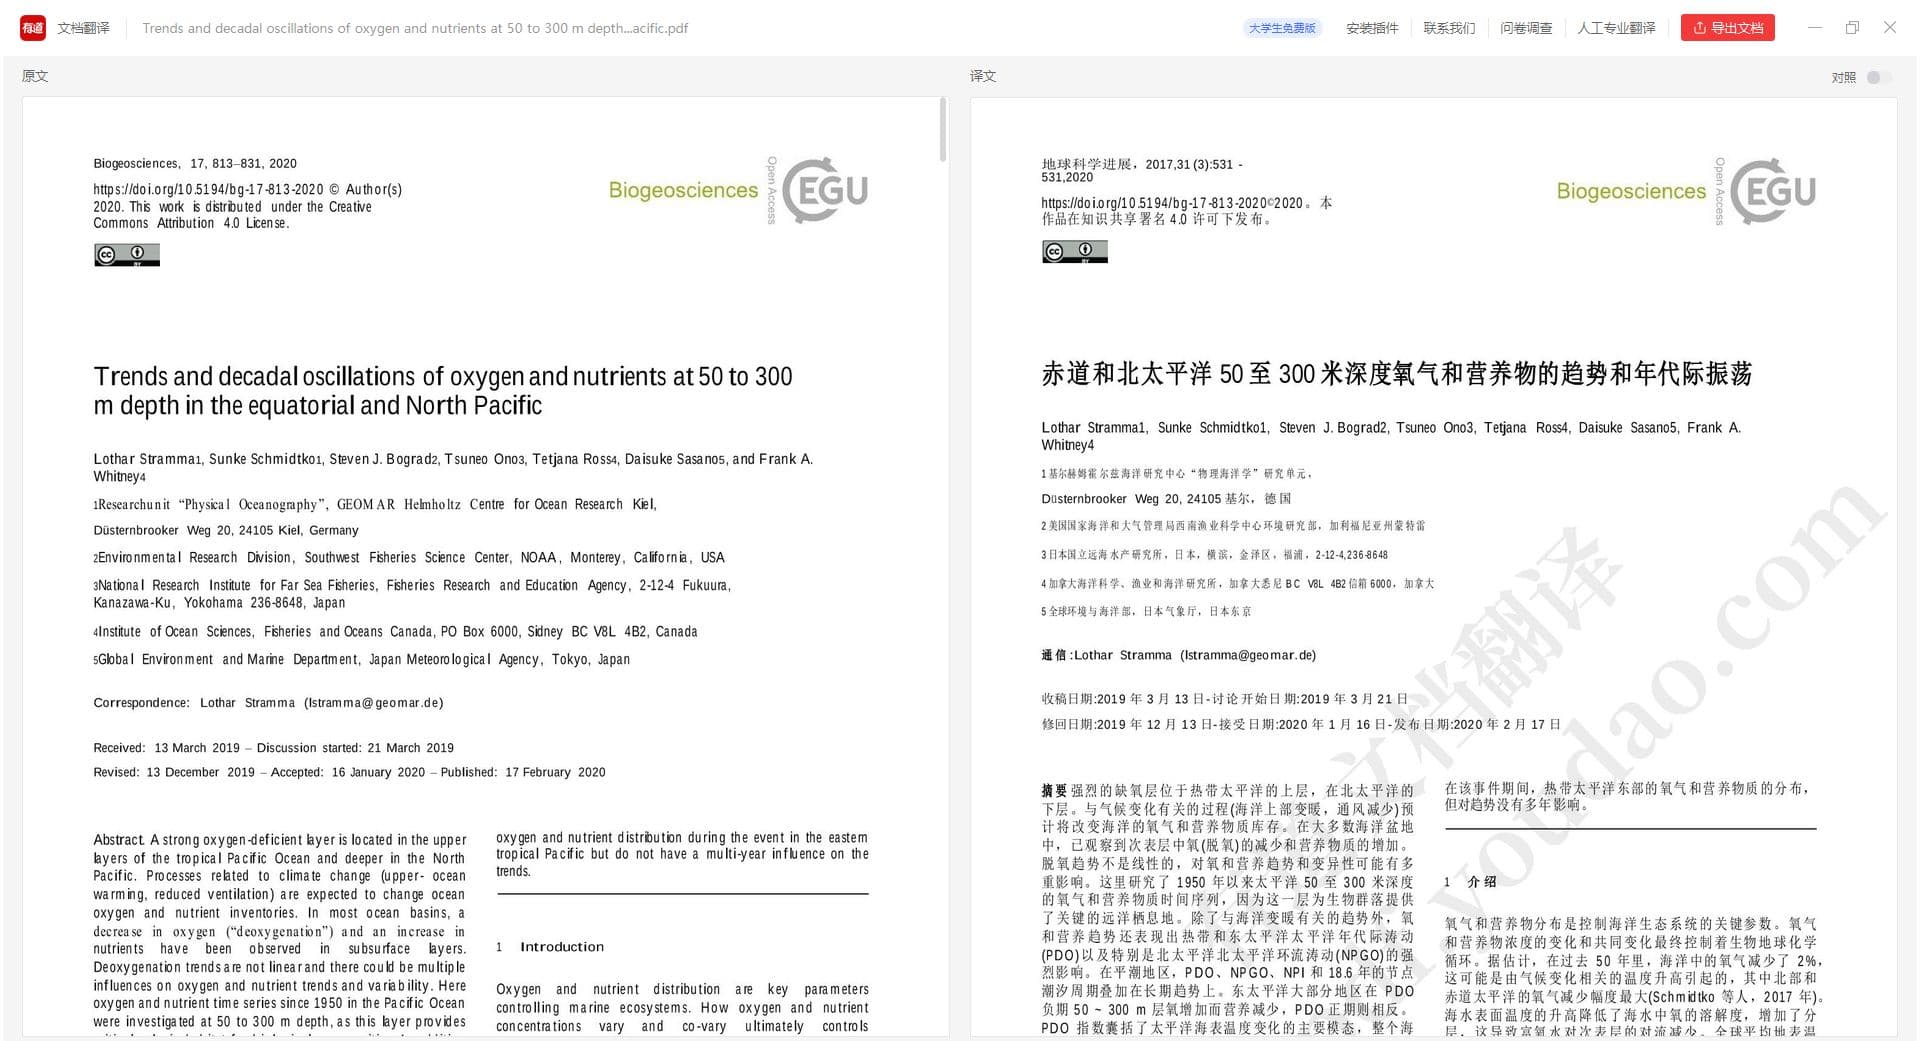 有道 文档翻译 Trends and decadal oscillations of oxygen and nutrients at 50 to 300 m depth...acific.pdf 大学生免费版 安装插件 联系我们 问卷调查 人工专业翻译 导出文档
原文
Biogeosciences, 17, 813–831, 2020
https://doi.org/10.5194/bg-17-813-2020 © Author(s)
2020. This work is distributed under the Creative
Commons Attribution 4.0 License.
Biogeosciences
Open Access
EGU
cc
BY
Trends and decadal oscillations of oxygen and nutrients at 50 to 300
m depth in the equatorial and North Pacific
Lothar Stramma1, Sunke Schmidtko1, Steven J. Bograd2, Tsuneo Ono3, Tetjana Ross4, Daisuke Sasano5, and Frank A.
Whitney4
1Research unit “Physical Oceanography”, GEOMAR Helmholtz Centre for Ocean Research Kiel,
Düsternbrooker Weg 20, 24105 Kiel, Germany
2Environmental Research Division, Southwest Fisheries Science Center, NOAA, Monterey, California, USA
3National Research Institute for Far Sea Fisheries, Fisheries Research and Education Agency, 2-12-4 Fukuura,
Kanazawa-Ku, Yokohama 236-8648, Japan
4Institute of Ocean Sciences, Fisheries and Oceans Canada, PO Box 6000, Sidney BC V8L 4B2, Canada
5Global Environment and Marine Department, Japan Meteorological Agency, Tokyo, Japan
Correspondence: Lothar Stramma (lstramma@geomar.de)
Received: 13 March 2019 – Discussion started: 21 March 2019
Revised: 13 December 2019 – Accepted: 16 January 2020 – Published: 17 February 2020
Abstract. A strong oxygen-deficient layer is located in the upper
layers of the tropical Pacific Ocean and deeper in the North
Pacific. Processes related to climate change (upper- ocean
warming, reduced ventilation) are expected to change ocean
oxygen and nutrient inventories. In most ocean basins, a
decrease in oxygen (“deoxygenation”) and an increase in
nutrients have been observed in subsurface layers.
Deoxygenation trends are not linear and there could be multiple
influences on oxygen and nutrient trends and variability. Here
oxygen and nutrient time series since 1950 in the Pacific Ocean
were investigated at 50 to 300 m depth, as this layer provides
oxygen and nutrient distribution during the event in the eastern
tropical Pacific but do not have a multi-year influence on the
trends.
1 Introduction
Oxygen and nutrient distribution are key parameters
controlling marine ecosystems. How oxygen and nutrient
concentrations vary and co-vary ultimately controls
译文
对照
地球科学进展，2017,31 (3):531 -
531,2020
https://doi.org/10.5194/bg-17-813-2020©2020。本
作品在知识共享署名 4.0 许可下发布。
Biogeosciences
Open Access
EGU
cc
BY
赤道和北太平洋 50 至 300 米深度氧气和营养物的趋势和年代际振荡
Lothar Stramma1, Sunke Schmidtko1, Steven J. Bograd2, Tsuneo Ono3, Tetjana Ross4, Daisuke Sasano5, Frank A.
Whitney4
1 基尔赫姆霍尔兹海洋研究中心“物理海洋学”研究单元，
Düsternbrooker Weg 20, 24105 基尔，德国
2 美国国家海洋和大气管理局西南渔业科学中心环境研究部，加利福尼亚州蒙特雷
3 日本国立远海水产研究所，日本，横滨，金泽区，福浦，2-12-4,236-8648
4 加拿大海洋科学、渔业和海洋研究所，加拿大悉尼 BC V8L 4B2 信箱 6000，加拿大
5 全球环境与海洋部，日本气象厅，日本东京
通信:Lothar Stramma (lstramma@geomar.de)
收稿日期:2019 年 3 月 13 日-讨论开始日期:2019 年 3 月 21 日
修回日期:2019 年 12 月 13 日-接受日期:2020 年 1 月 16 日-发布日期:2020 年 2 月 17 日
摘要 强烈的缺氧层位于热带太平洋的上层，在北太平洋的
下层。与气候变化有关的过程(海洋上部变暖，通风减少)预
计将改变海洋的氧气和营养物质库存。在大多数海洋盆地
中，已观察到次表层中氧(脱氧)的减少和营养物质的增加。
脱氧趋势不是线性的，对氧和营养趋势和变异性可能有多
重影响。这里研究了 1950 年以来太平洋 50 至 300 米深度
的氧气和营养物质时间序列，因为这一层为生物群落提供
了关键的远洋栖息地。除了与海洋变暖有关的趋势外，氧
和营养趋势还表现出热带和东太平洋太平洋年代际涛动
(PDO)以及特别是北太平洋北太平洋环流涛动(NPGO)的强
烈影响。在平潮地区，PDO、NPGO、NPI 和 18.6 年的节点
潮汐周期叠加在长期趋势上。东太平洋大部分地区在 PDO
负期 50 ~ 300 m 层氧增加而营养减少，PDO 正期则相反。
PDO 指数囊括了太平洋海表温度变化的主要模态，整个海
在该事件期间，热带太平洋东部的氧气和营养物质的分布，
但对趋势没有多年影响。
1 介绍
氧气和营养物分布是控制海洋生态系统的关键参数。氧气
和营养物浓度的变化和共同变化最终控制着生物地球化学
循环。据估计，在过去 50 年里，海洋中的氧气减少了 2%，
这可能是由气候变化相关的温度升高引起的，其中北部和
赤道太平洋的氧气减少幅度最大(Schmidtko 等人，2017 年)。
海水表面温度的升高降低了海水中氧的溶解度，增加了分
层，这导致富氧水对次表层的对流减少。全球平均地表温
有道文档翻译
youdao.com